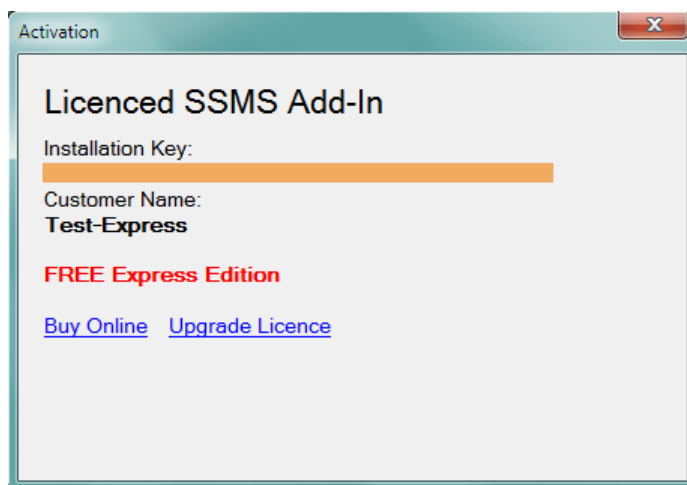 Activation
Licenced SSMS Add-In
Installation Key:
Customer Name:
Test-Express
FREE Express Edition
Buy Online Upgrade Licence